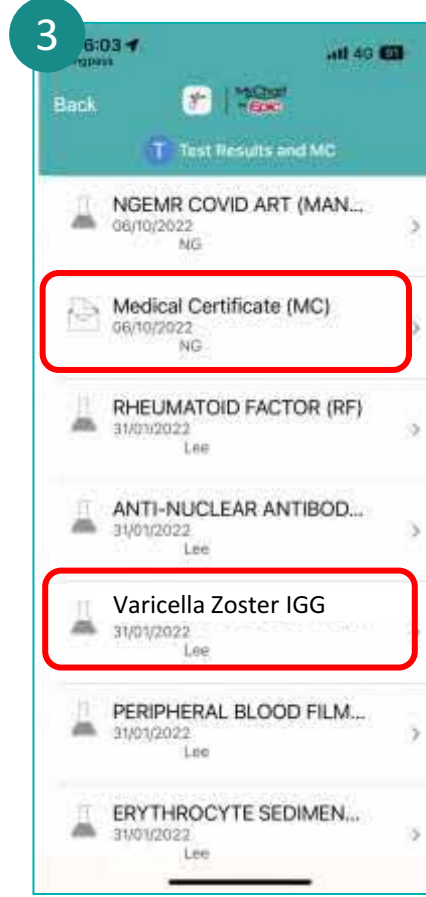 3
6:03
4G 91
Back
MyChart
Epic
T Test Results and MC
NGEMR COVID ART (MAN...
06/10/2022
NG
Medical Certificate (MC)
06/10/2022
NG
RHEUMATOID FACTOR (RF)
31/01/2022
Lee
ANTI-NUCLEAR ANTIBOD...
31/01/2022
Lee
Varicella Zoster IGG
31/01/2022
Lee
PERIPHERAL BLOOD FILM...
31/01/2022
Lee
ERYTHROCYTE SEDIMEN...
31/01/2022
Lee